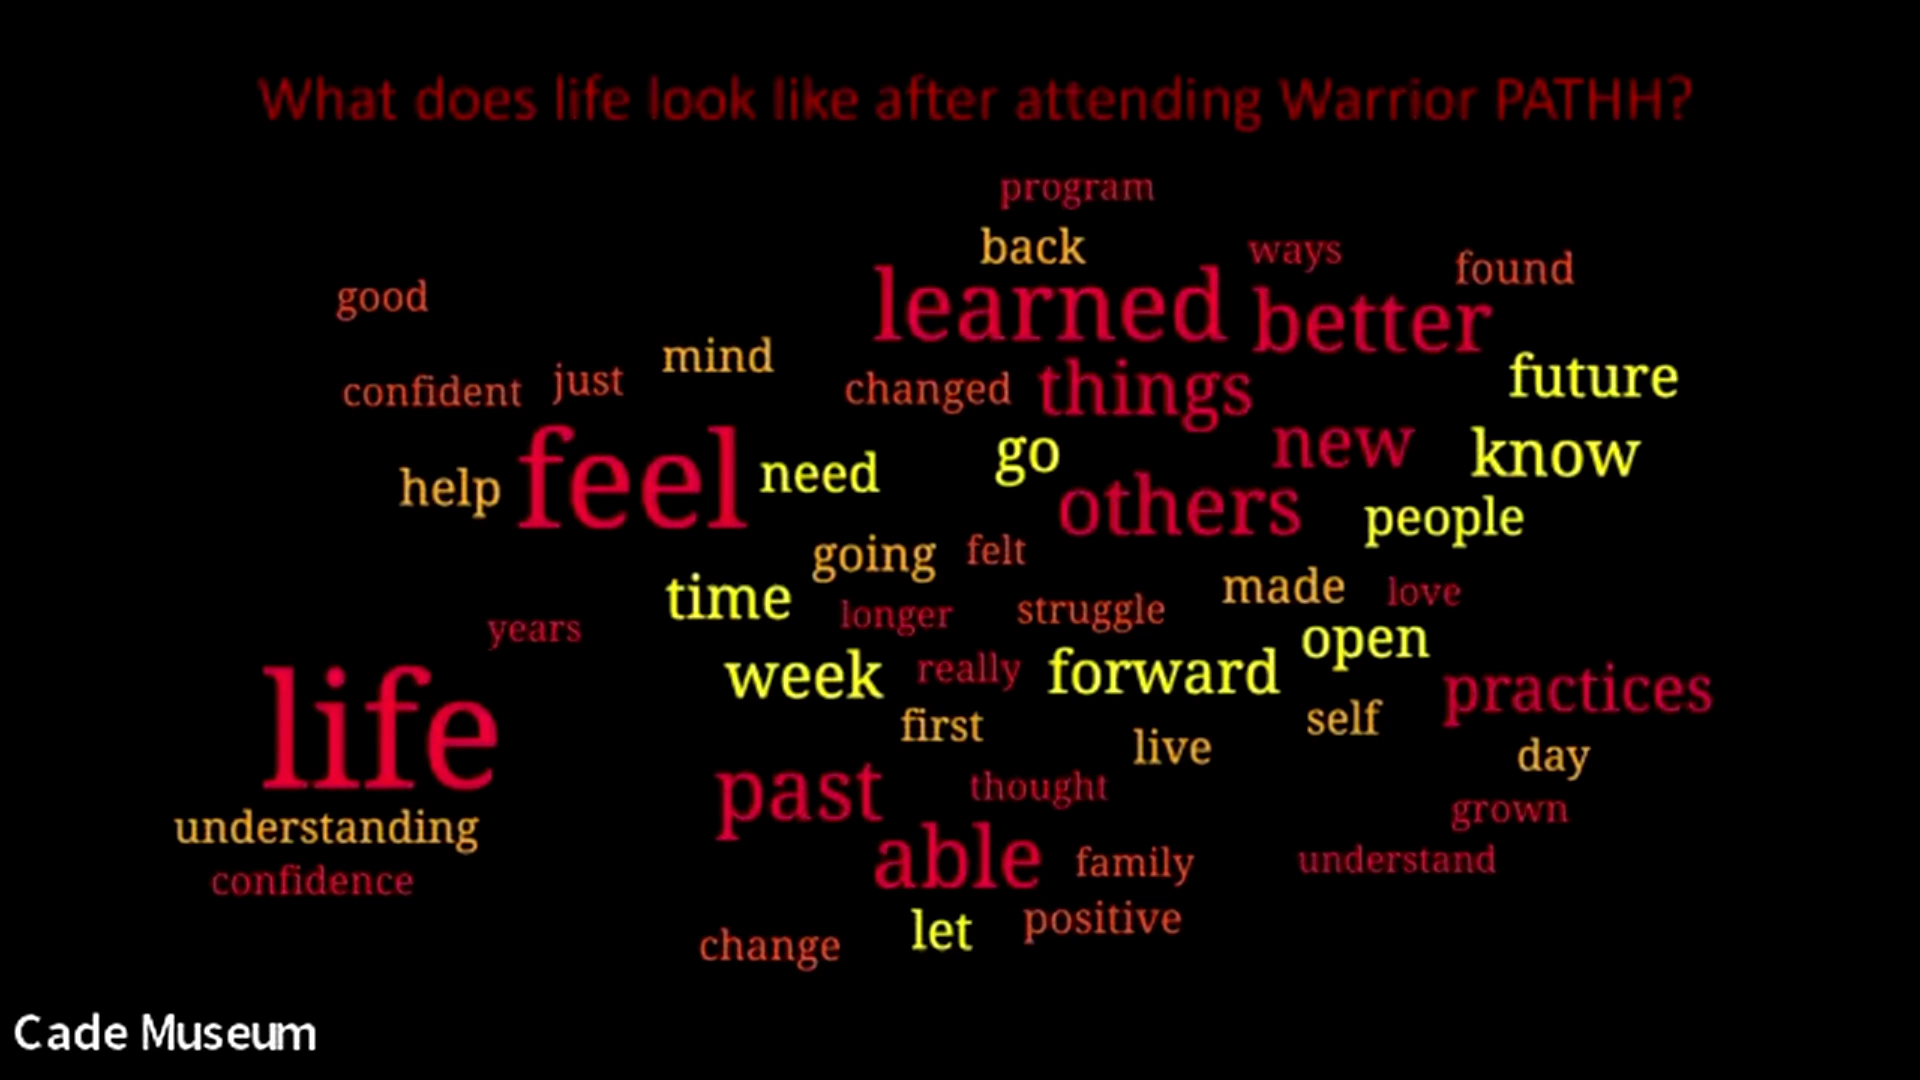 What does life look like after attending Warrior PATHH?
program
back
ways
found
good
learned
better
mind
future
confident
just
changed
things
go
new
know
help
feel
need
others
people
going
felt
time
made
love
years
longer
struggle
open
week
really
forward
life
practices
first
self
live
day
past
thought
grown
understanding
able
family
understand
confidence
let
positive
change
Cade Museum